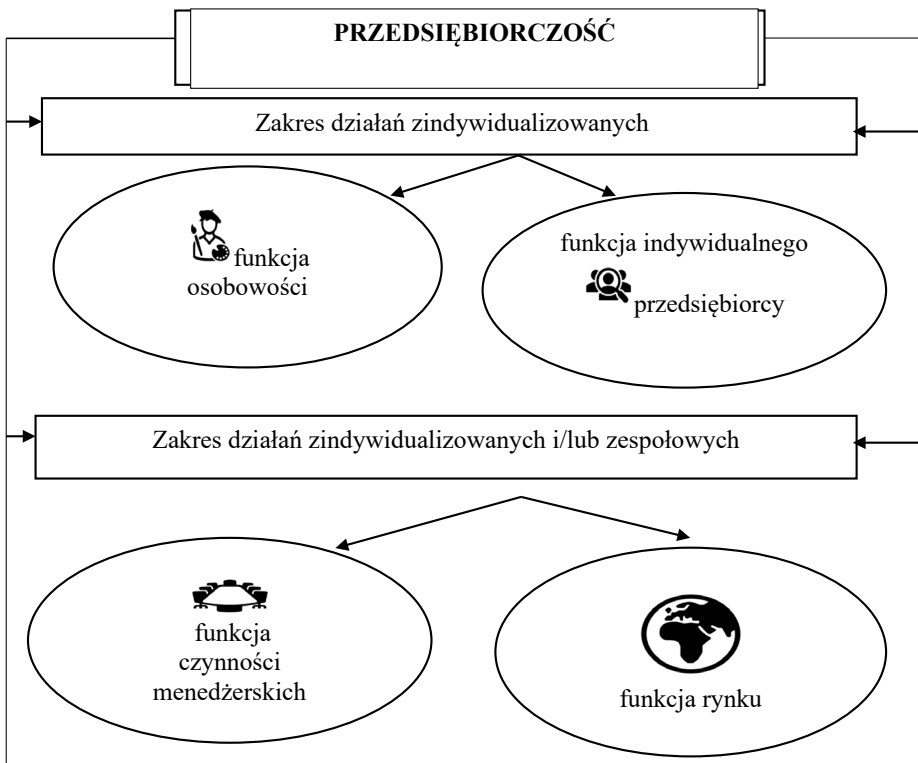 PRZEDSIĘBIORCZOŚĆ
Zakres działań zindywidualizowanych
funkcja
osobowości
funkcja indywidualnego
przedsiębiorcy
Zakres działań zindywidualizowanych i/lub zespołowych
funkcja
czynności
menedżerskich
funkcja rynku